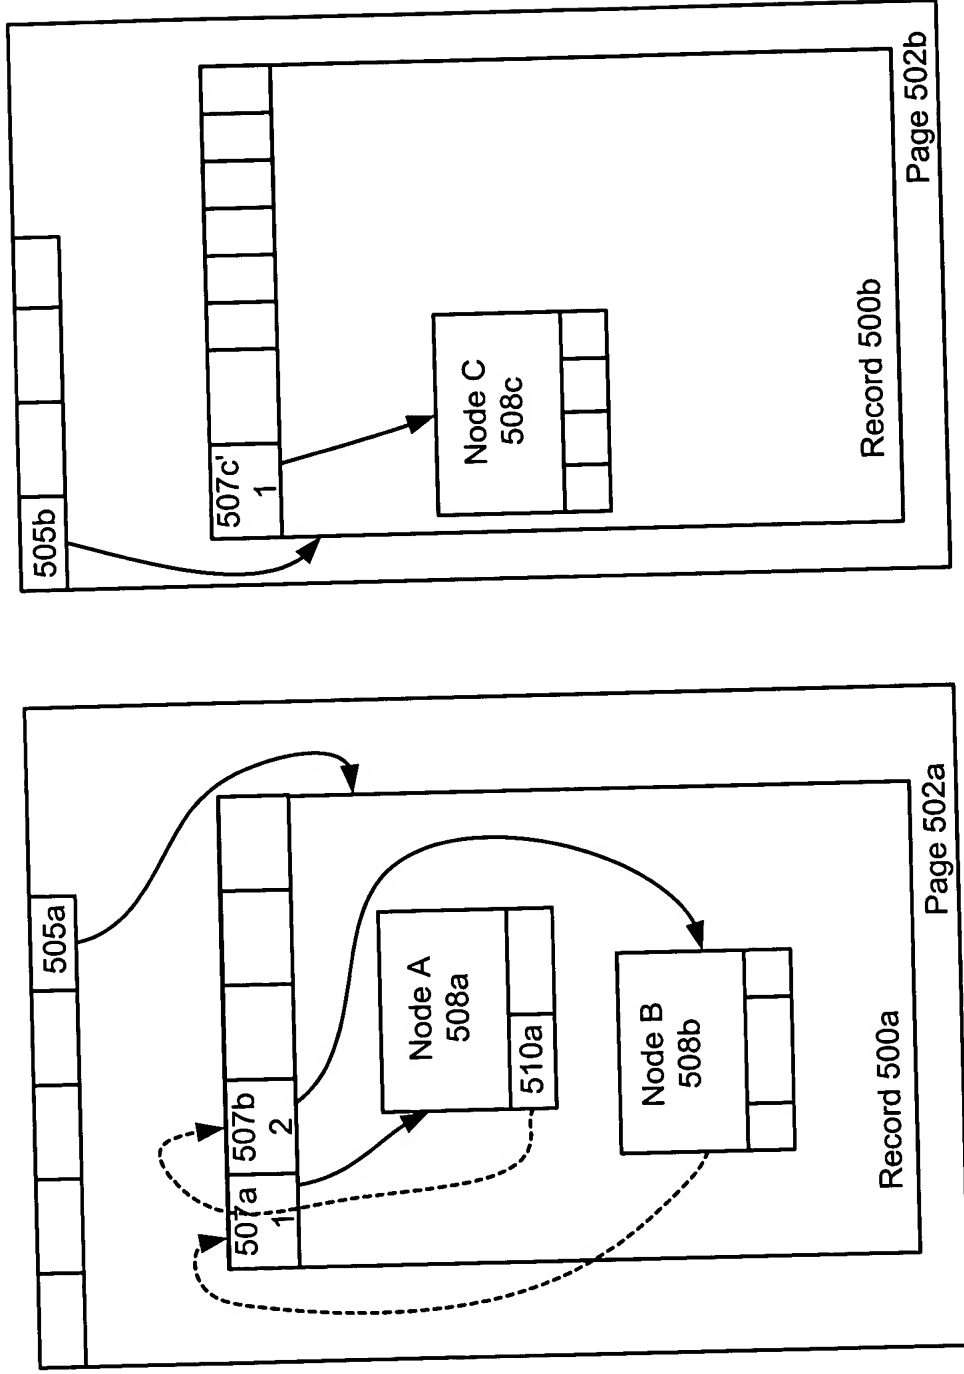 505a
507a
1
507b
2
Node A
508a
510a
Node B
508b
Record 500a
Page 502a
505b
507c'
1
Node C
508c
Record 500b
Page 502b